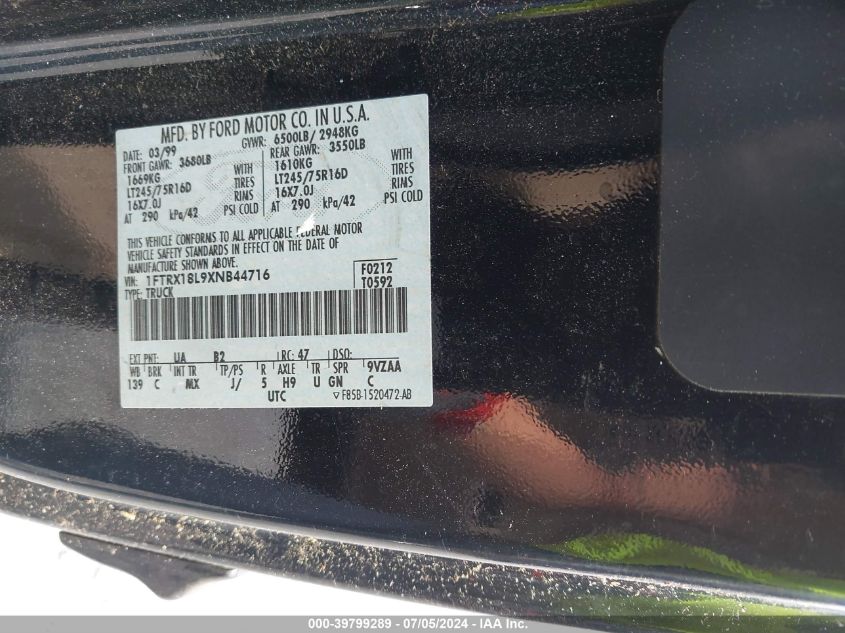 MFD. BY FORD MOTOR CO. IN U.S.A.
DATE: 03/99 GVWR: 6500LB/ 2948KG
FRONT GAWR: 3680LB REAR GAWR: 3550LB
1669KG WITH 1610KG WITH
LT245/75R16D TIRES LT245/75R16D TIRES
16X7.0J RIMS 16X7.0J RIMS
AT 290 kPa/42 PSI COLD AT 290 kPa/42 PSI COLD
THIS VEHICLE CONFORMS TO ALL APPLICABLE FEDERAL MOTOR
VEHICLE SAFETY STANDARDS IN EFFECT ON THE DATE OF
MANUFACTURE SHOWN ABOVE.
VIN: 1FTRX18L9XNB44716 F0212
TYPE: TRUCK T0592
EXT PNT: UA B2 RC: 47 DSO:
WB BRK INT TR TP/PS R AXLE TR SPR 9VZAA
139 C MX J/ 5 H9 U GN C
UTC F85B-1520472-AB
000-39799289 - 07/05/2024 - IAA Inc.